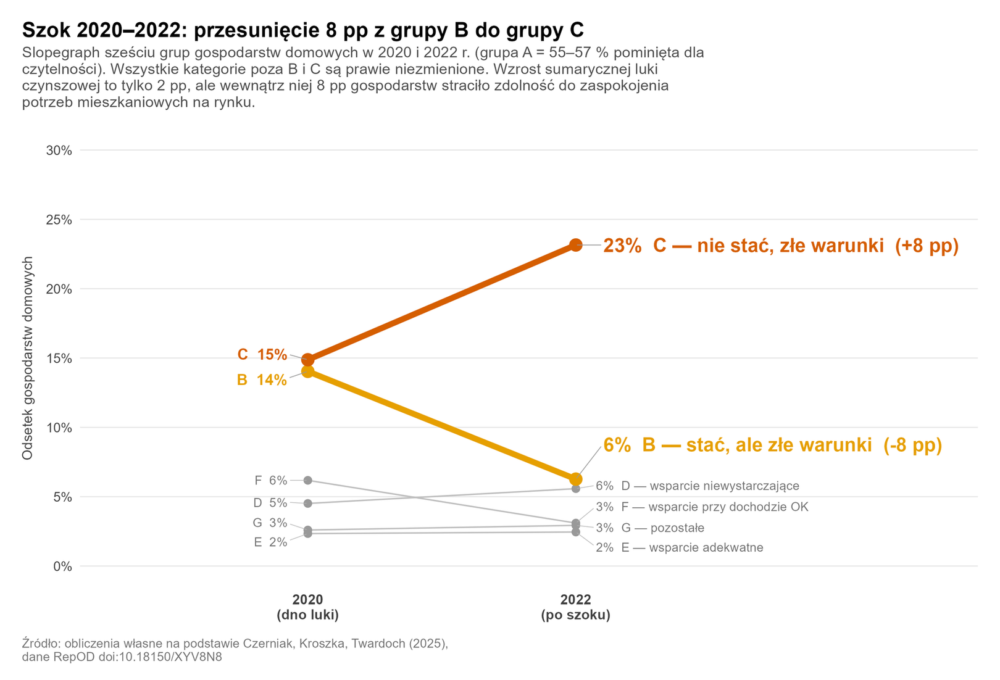 Szok 2020–2022: przesunięcie 8 pp z grupy B do grupy C
Slopegraph sześciu grup gospodarstw domowych w 2020 i 2022 r. (grupa A = 55–57 % pominięta dla
czytelności). Wszystkie kategorie poza B i C są prawie niezmienione. Wzrost sumarycznej luki
czynszowej to tylko 2 pp, ale wewnątrz niej 8 pp gospodarstw straciło zdolność do zaspokojenia
potrzeb mieszkaniowych na rynku.
Odsetek gospodarstw domowych
30%
25%
20%
15%
10%
5%
0%
C 15%
B 14%
F 6%
D 5%
G 3%
E 2%
23% C — nie stać, złe warunki (+8 pp)
6% B — stać, ale złe warunki (-8 pp)
6% D — wsparcie niewystarczające
3% F — wsparcie przy dochodzie OK
3% G — pozostałe
2% E — wsparcie adekwatne
2020
(dno luki)
2022
(po szoku)
Źródło: obliczenia własne na podstawie Czerniak, Kroszka, Twardoch (2025),
dane RepOD doi:10.18150/XYV8N8